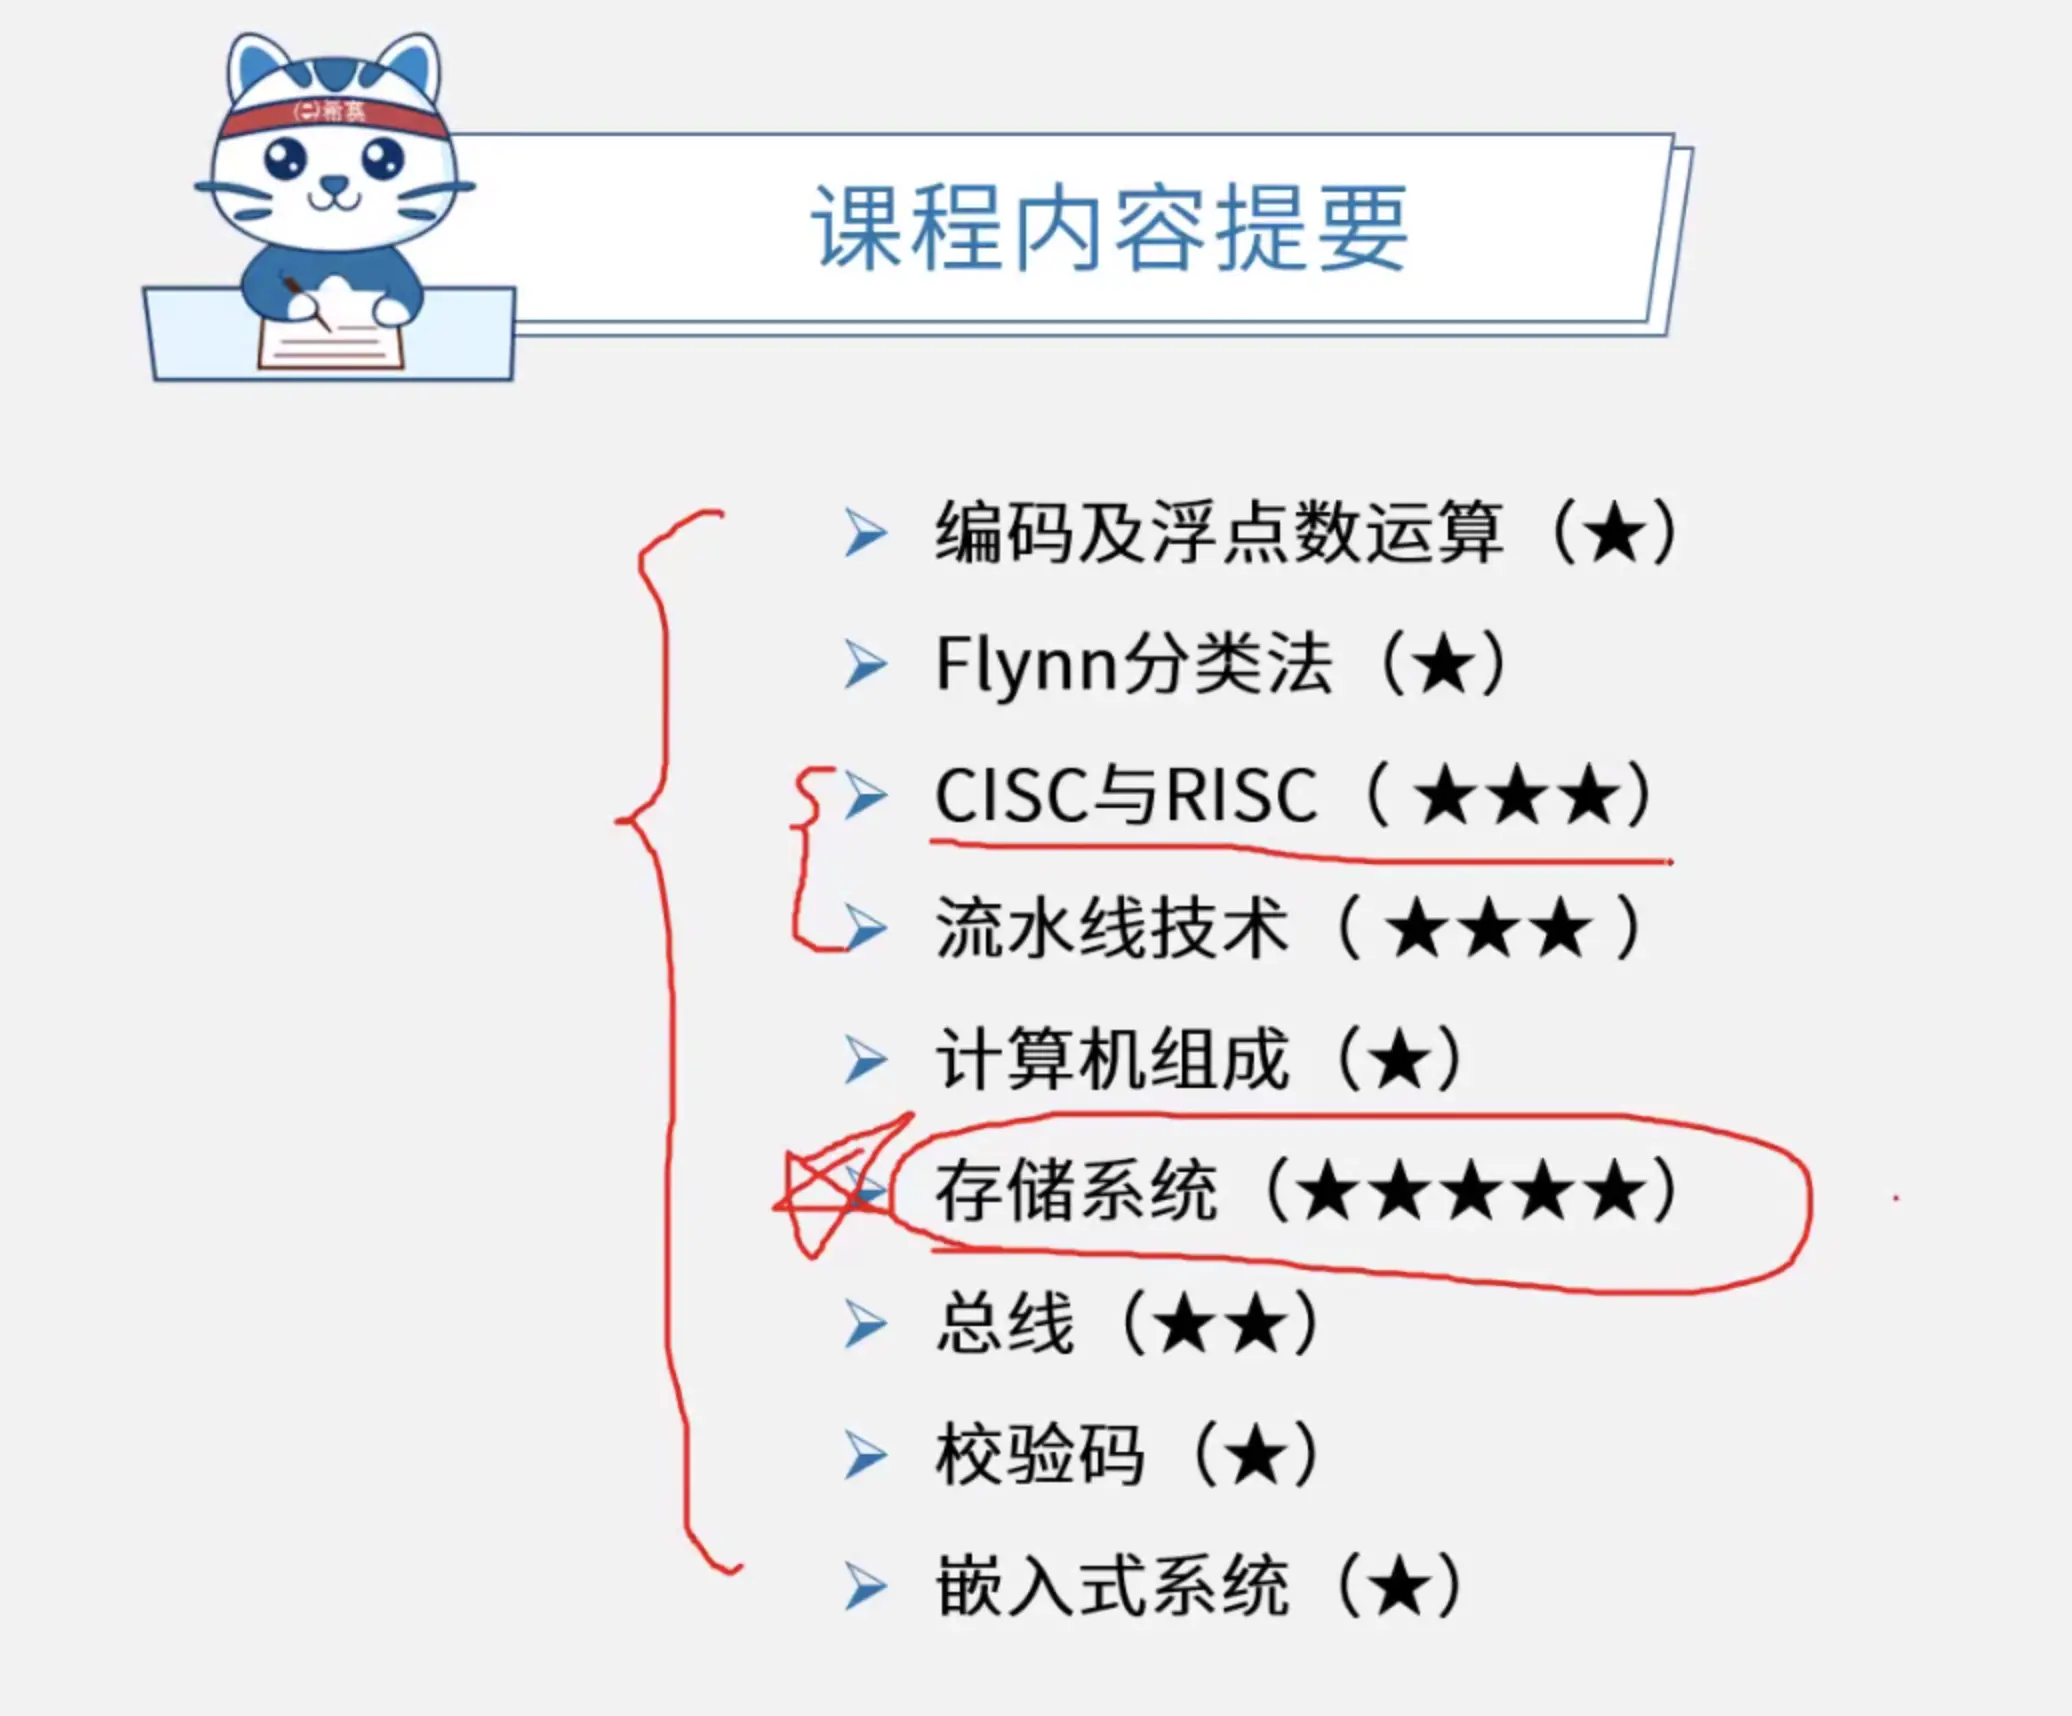 希赛
课程内容提要
编码及浮点数运算（★）
Flynn分类法（★）
CISC与RISC（ ★★★）
流水线技术（ ★★★ ）
计算机组成（★）
存储系统（★★★★★）
总线（★★）
校验码（★）
嵌入式系统（★）